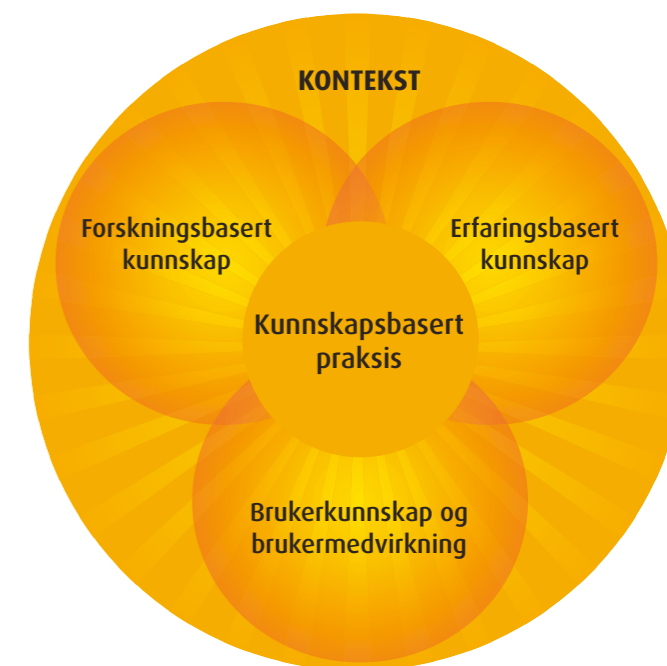 KONTEKST
Forskningsbasert
kunnskap
Erfaringsbasert
kunnskap
Kunnskapsbasert
praksis
Brukerkunnskap og
brukermedvirkning